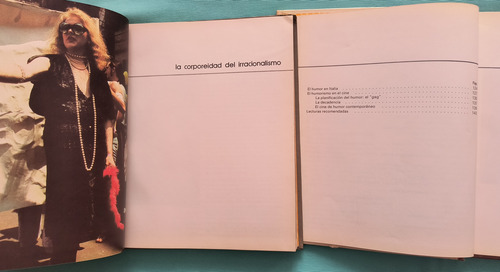 la corporeidad del irracionalismo
El humor en Italia
El humorismo en el cine
La planificación del humor: el "gag"
La decadencia
El cine de humor contemporáneo
Lecturas recomendadas